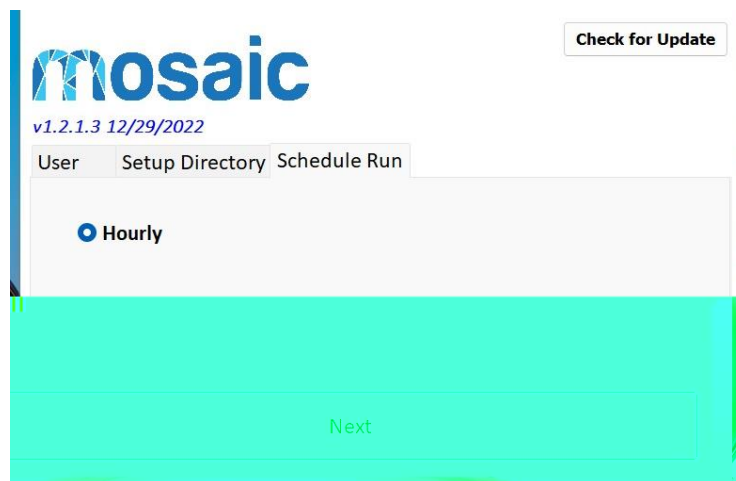 mosaic
Check for Update
v1.2.1.3 12/29/2022
User Setup Directory Schedule Run
Hourly
Next